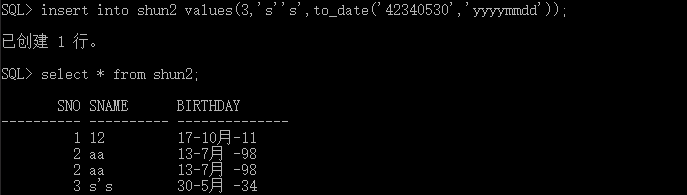 SQL> insert into shun2 values(3,'s''s',to_date('42340530','yyyymmdd'));
已创建 1 行。
SQL> select * from shun2;
SNO SNAME BIRTHDAY
---------- ---------- --------------
1 12 17-10月-11
2 aa 13-7月 -98
2 aa 13-7月 -98
3 s's 30-5月 -34